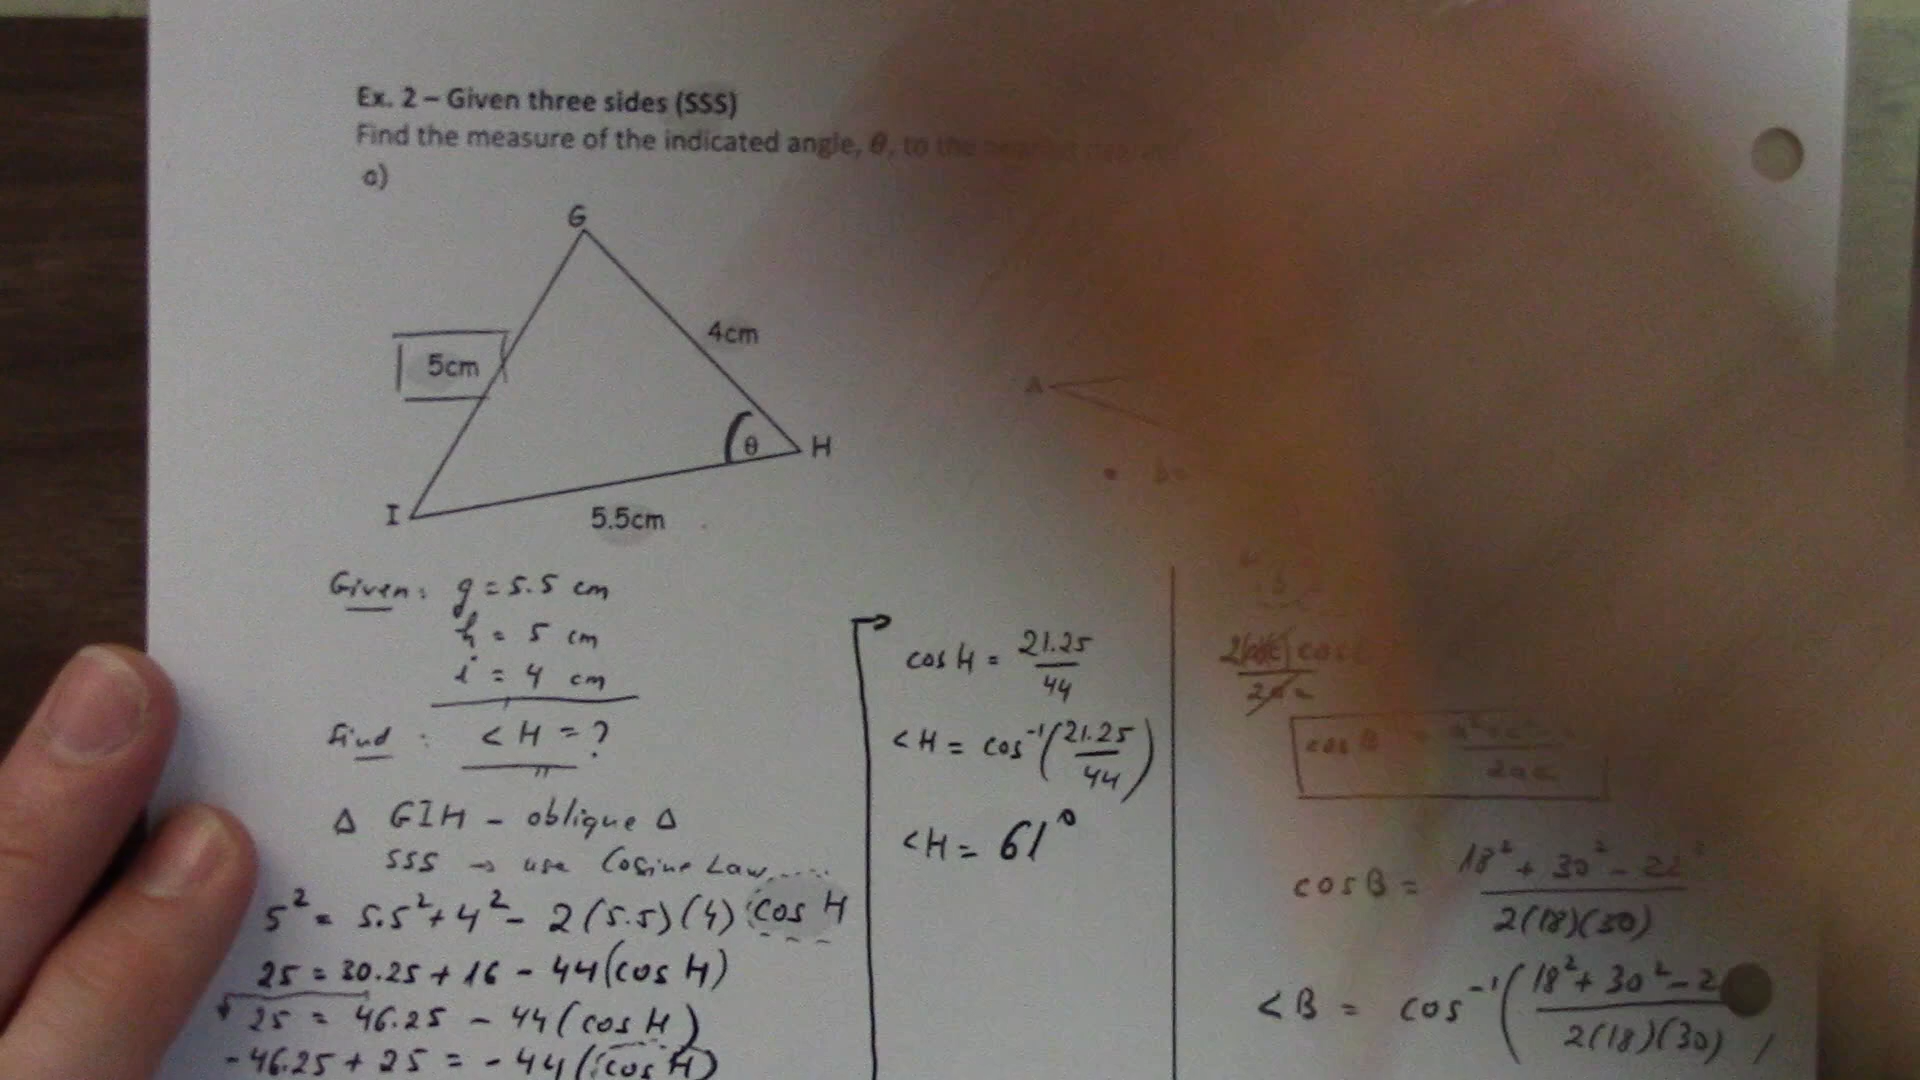 Ex. 2 – Given three sides (SSS)
Find the measure of the indicated angle, θ, to the nearest degree
a)
G
4cm
5cm
θ
H
I
5.5cm
A
Given: g = 5.5 cm
h = 5 cm
i = 4 cm
Find: <H = ?
Δ GIH - oblique Δ
SSS → use Cosine Law.....
5² = 5.5² + 4² - 2(5.5)(4) cos H
25 = 30.25 + 16 - 44(cos H)
25 = 46.25 - 44(cos H)
-46.25 + 25 = -44(cos H)
cos H = 21.25/44
<H = cos⁻¹(21.25/44)
<H = 61°
cos B =
2ac
cos B = 18² + 30² - 22²/2(18)(30)
<B = cos⁻¹(18² + 30² - 2/2(18)(30)